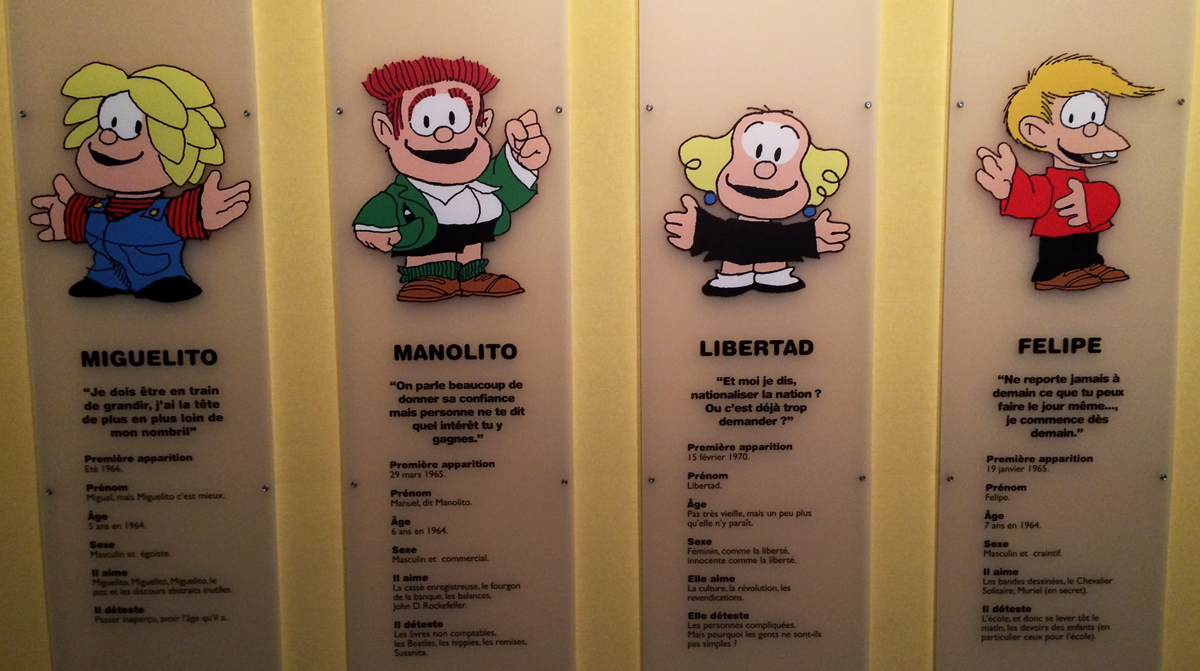 MIGUELITO
“Je dois être en train
de grandir, j’ai la tête
de plus en plus loin de
mon nombril”
Première apparition
Eté 1966.
Prénom
Miguel, mais Miguelito c’est mieux.
Âge
5 ans en 1964.
Sexe
Masculin et égoïste.
Il aime
Miguelito, Miguelito, Miguelito, le
jazz et les discours abstraits inutiles.
Il déteste
Passer inaperçu, avoir l’âge qu’il a.
MANOLITO
“On parle beaucoup de
donner sa confiance
mais personne ne te dit
quel intérêt tu y
gagnes.”
Première apparition
29 mars 1965.
Prénom
Manuel, dit Manolito.
Âge
6 ans en 1964.
Sexe
Masculin et commercial.
Il aime
La casse enregistreuse, le fourgon
de la banque, les balances,
John D. Rockefeller.
Il déteste
Les livres non comptables,
les Beatles, les hippies, les remises,
Susanita.
LIBERTAD
“Et moi je dis,
nationaliser la nation ?
Ou c’est déjà trop
demander ?”
Première apparition
15 février 1970.
Prénom
Libertad.
Âge
Pas très vieille, mais un peu plus
qu’elle n’y paraît.
Sexe
Féminin, comme la liberté,
innocente comme la liberté.
Elle aime
La culture, la révolution, les
revendications.
Elle déteste
Les personnes compliquées.
Mais pourquoi les gents ne sont-ils
pas simples ?
FELIPE
“Ne reporte jamais à
demain ce que tu peux
faire le jour même...,
je commence dès
demain.”
Première apparition
19 janvier 1965.
Prénom
Felipe.
Âge
7 ans en 1964.
Sexe
Masculin et craintif.
Il aime
Les bandes dessinées, le Chevalier
Solitaire, Muriel (en secret).
Il déteste
L’école, et donc se lever tôt le
matin, les devoirs des enfants (en
particulier ceux pour l’école).